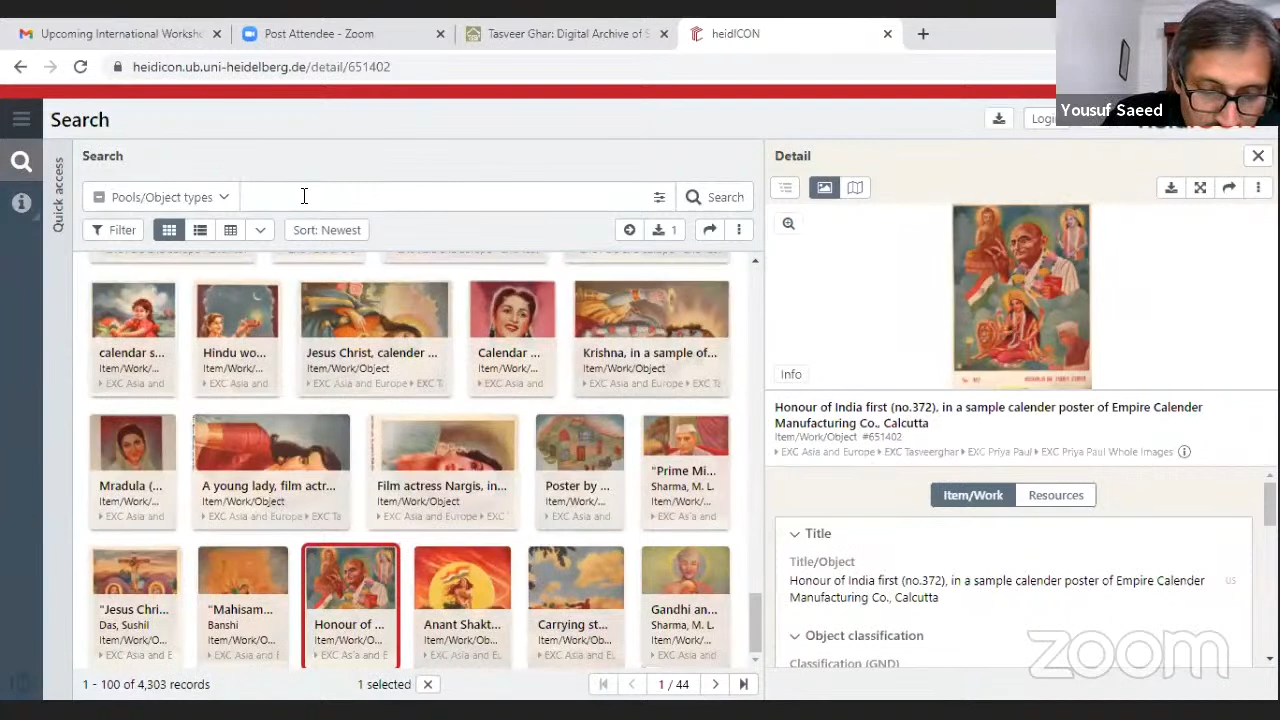 Upcoming International Worksho
Post Attendee - Zoom
Tasveer Ghar: Digital Archive of S
heidICON
heidicon.ub.uni-heidelberg.de/detail/651402
Yousuf Saeed
Search
Quick access
Search
Pools/Object types
Search
Filter
Sort: Newest
1
calendar s...
Item/Work/...
EXC Asia and
Hindu wo...
Item/Work/...
EXC Asia and
Jesus Christ, calender ...
Item/Work/Object
EXC Asia and Europe EXC T
Calendar ...
Item/Work/...
EXC Asia and
Krishna, in a sample of...
Item/Work/Object
EXC Asia and Europe EXC Ta
Mradula (...
Item/Work/...
EXC Asia and
A young lady, film actr...
Item/Work/Object
EXC Asia and Europe EXC Ta
Film actress Nargis, in...
Item/Work/Object
EXC Asia and Europe EXC
Poster by ...
Item/Work/...
EXC Asia and
"Prime Mi...
Sharma, M. L.
EXC Asia and
"Jesus Chri...
Das, Sushil
Item/Work/O...
EXC Asia and E
"Mahisam...
Banshi
Item/Work/O...
EXC Asia and E
Honour of ...
Item/Work/O...
EXC Asia and E
Anant Shakt...
Item/Work/Ob...
EXC Asia and E
Carrying st...
Item/Work/Ob...
EXC Asia and Eu
Gandhi an...
Sharma, M. L.
Item/Work/O...
EXC Asia and E
1 - 100 of 4,303 records
1 selected
1 / 44
Detail
Info
Honour of India first (no.372), in a sample calender poster of Empire Calender
Manufacturing Co., Calcutta
Item/Work/Object #651402
EXC Asia and Europe EXC Tasveerghar EXC Priya Paul EXC Priya Paul Whole Images
Item/Work
Resources
Title
Title/Object
Honour of India first (no.372), in a sample calender poster of Empire Calender
Manufacturing Co., Calcutta
US
Object classification
Classification (GND)
zoom